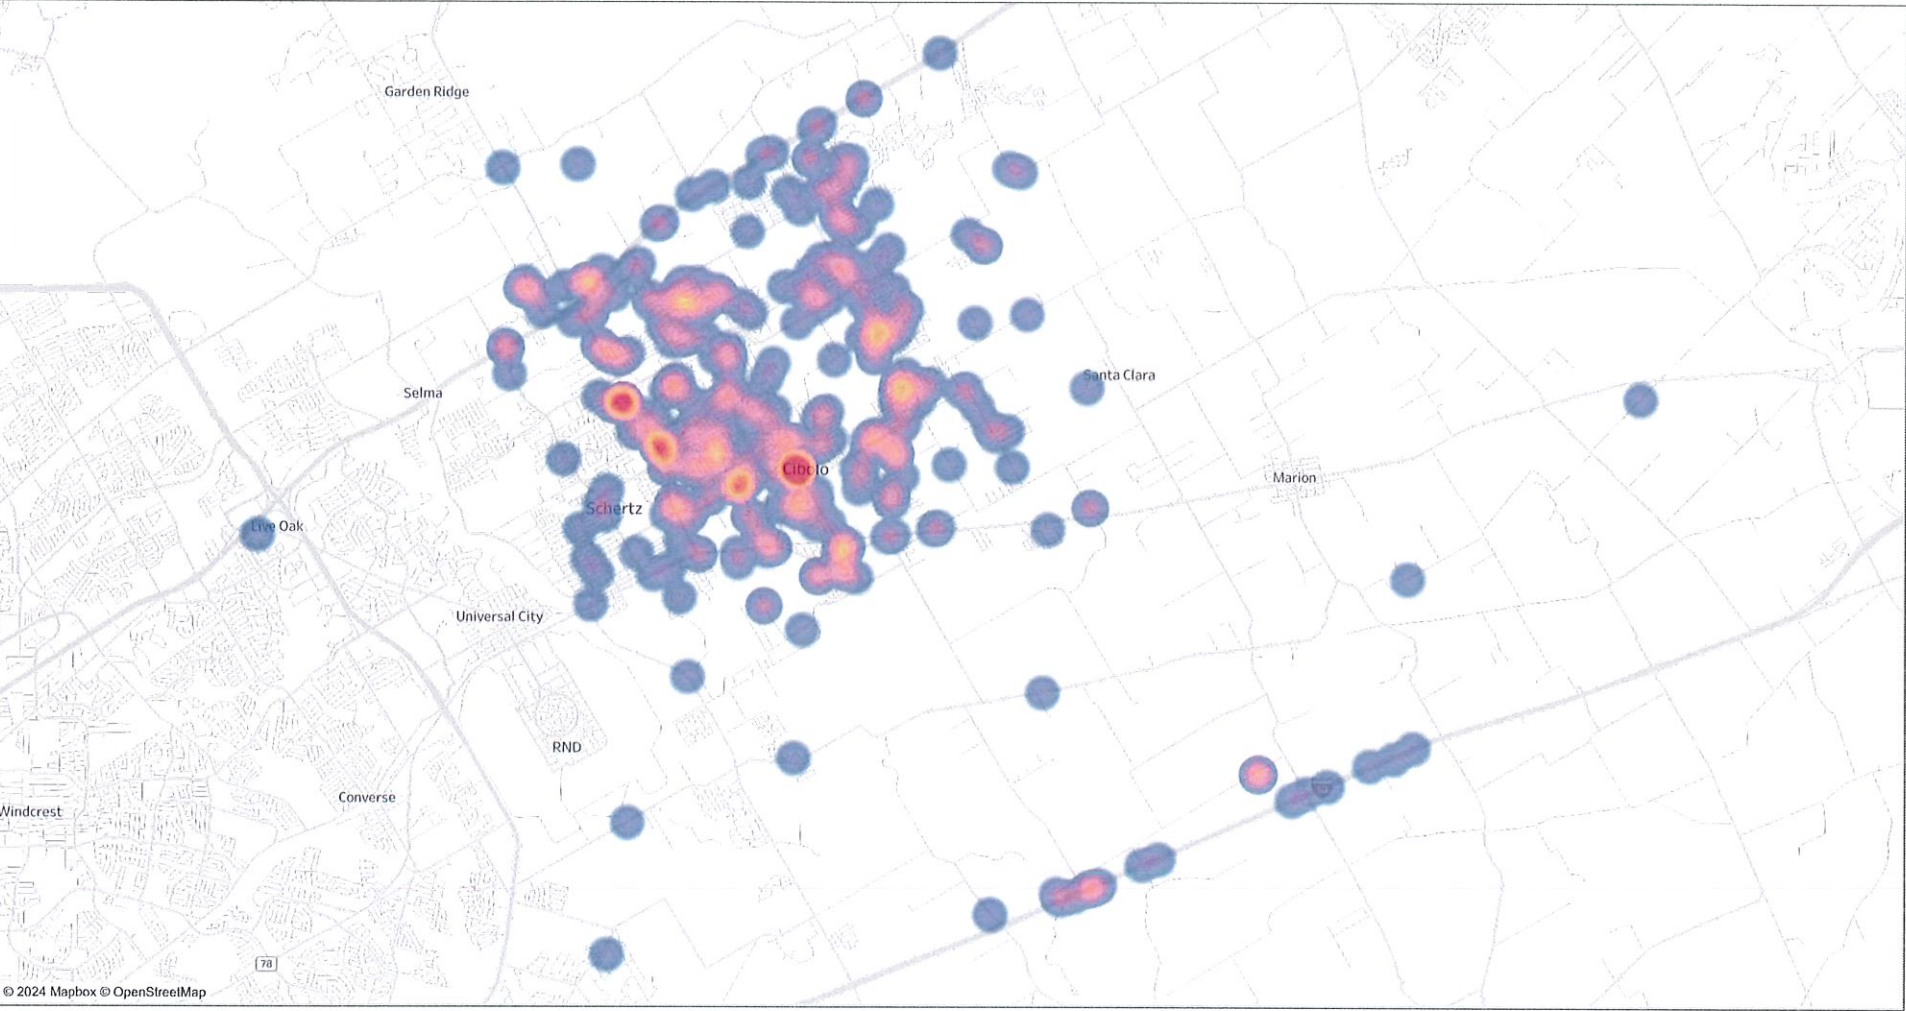 Garden Ridge
Santa Clara
Selma
Cibolo
Marion
Schertz
Live Oak
Universal City
RND
Converse
Windcrest
78
© 2024 Mapbox © OpenStreetMap